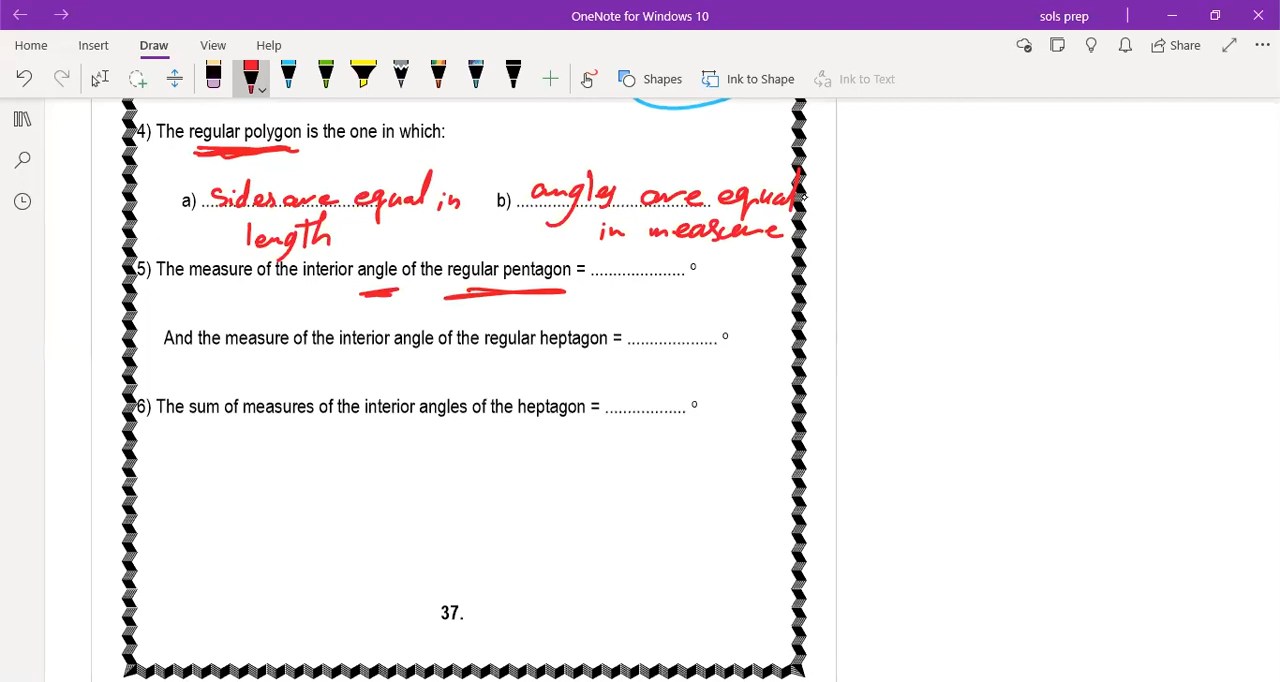 OneNote for Windows 10
sols prep
Home Insert Draw View Help
Share
Shapes
Ink to Shape
Ink to Text
4) The regular polygon is the one in which:
a) .............................. sides are equal in length
b) .................................. angles are equal in measure
5) The measure of the interior angle of the regular pentagon = ..................... º
And the measure of the interior angle of the regular heptagon = .................... º
6) The sum of measures of the interior angles of the heptagon = .................. º
37.